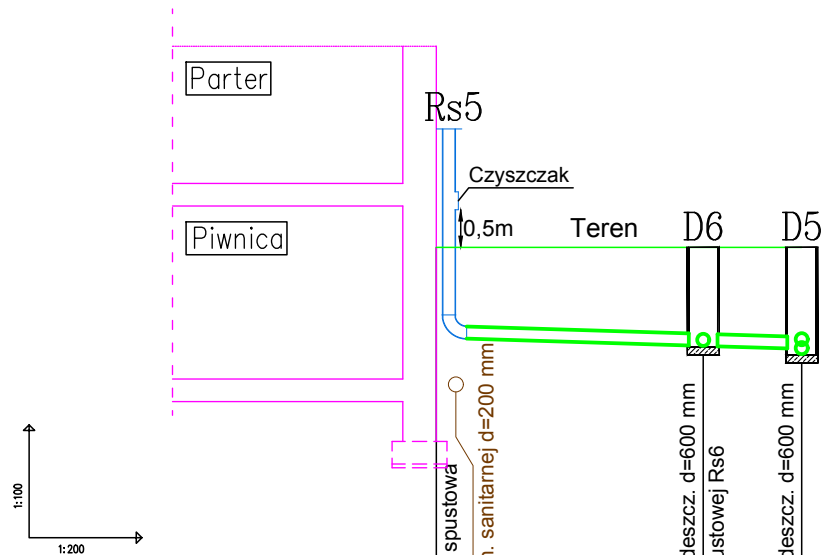 Parter
Rs5
Czyszczak
0,5m
Teren
D6
D5
Piwnica
1:100
1:200
spustowa
n. sanitarnej d=200 mm
deszcz. d=600 mm
ustowej Rs6
deszcz. d=600 mm